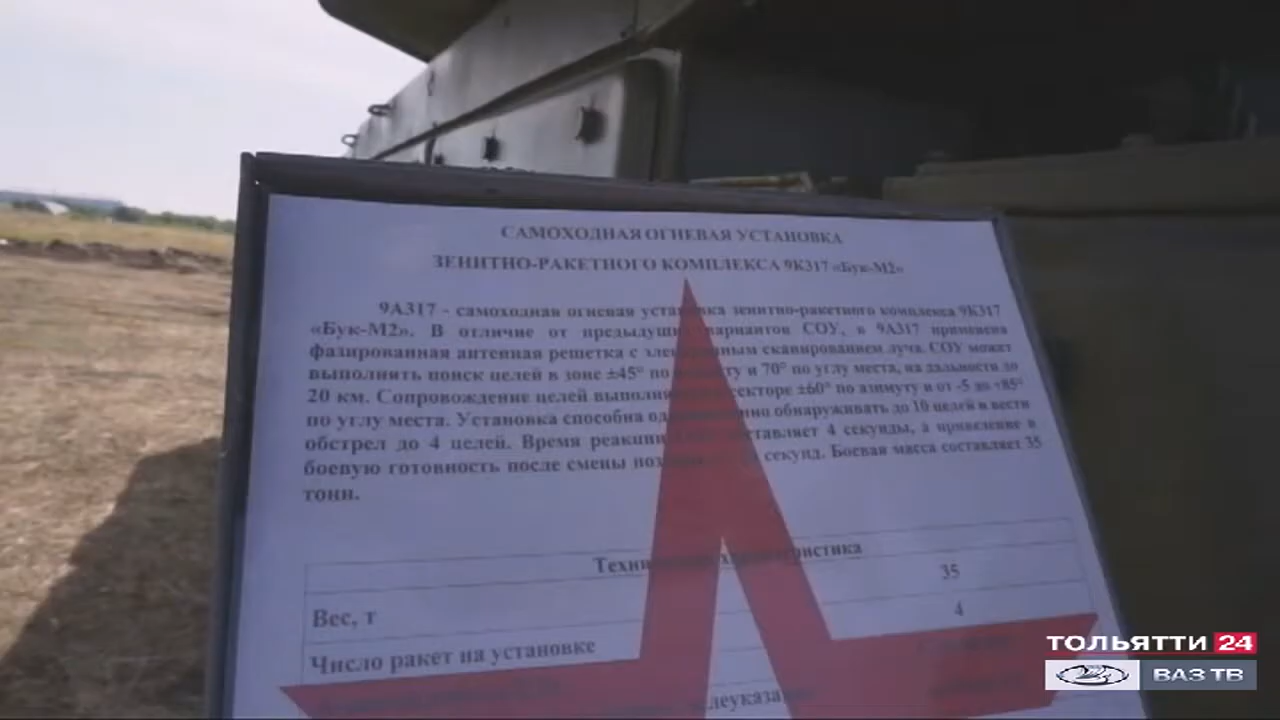 САМОХОДНАЯ ОГНЕВАЯ УСТАНОВКА
ЗЕНИТНО-РАКЕТНОГО КОМПЛЕКСА 9К317 «Бук-М2»
9А317 - самоходная огневая установка зенитно-ракетного комплекса 9К317
«Бук-М2». В отличие от предыдущих вариантов СОУ, в 9А317 применена
фазированная антенная решетка с электронным сканированием луча. СОУ может
выполнять поиск целей в зоне ±45° по азимуту и 70° по углу места, на дальности до
20 км. Сопровождение целей выполня секторе ±60° по азимуту и от -5 до +85°
по углу места. Установка способна одновременно обнаруживать до 10 целей и вести
обстрел до 4 целей. Время реакции составляет 4 секунды, а приведение в
боевую готовность после смены секунд. Боевая масса составляет 35
тонн.
Техническая характеристика
Вес, т 35
Число ракет на установке 4
ТОЛЬЯТТИ 24
ВАЗ ТВ